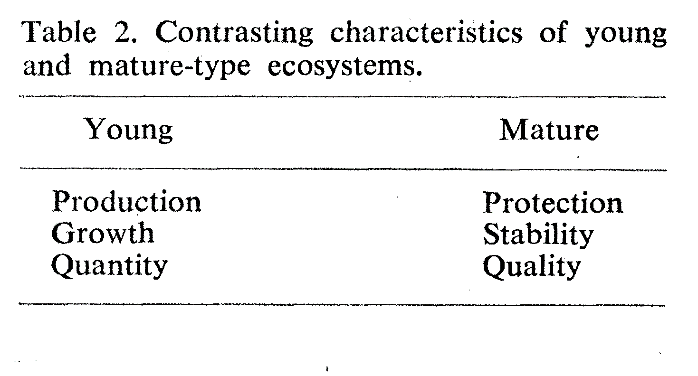 Table 2. Contrasting characteristics of young
and mature-type ecosystems.
Young Mature
Production Protection
Growth Stability
Quantity Quality